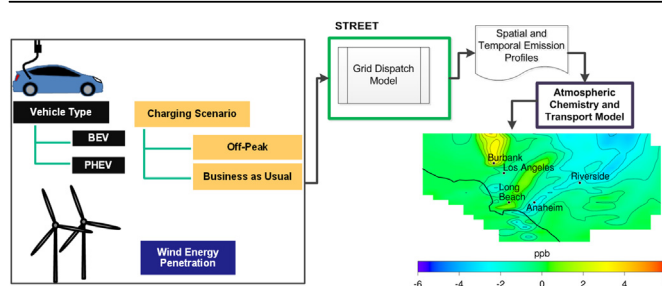 STREET
Grid Dispatch
Model
Spatial and
Temporal Emission
Profiles
Atmospheric
Chemistry and
Transport Model
Vehicle Type
BEV
PHEV
Charging Scenario
Off-Peak
Business as Usual
Wind Energy
Penetration
Burbank
Los Angeles
Riverside
Long
Beach
Anaheim
ppb
-6 -4 -2 0 2 4